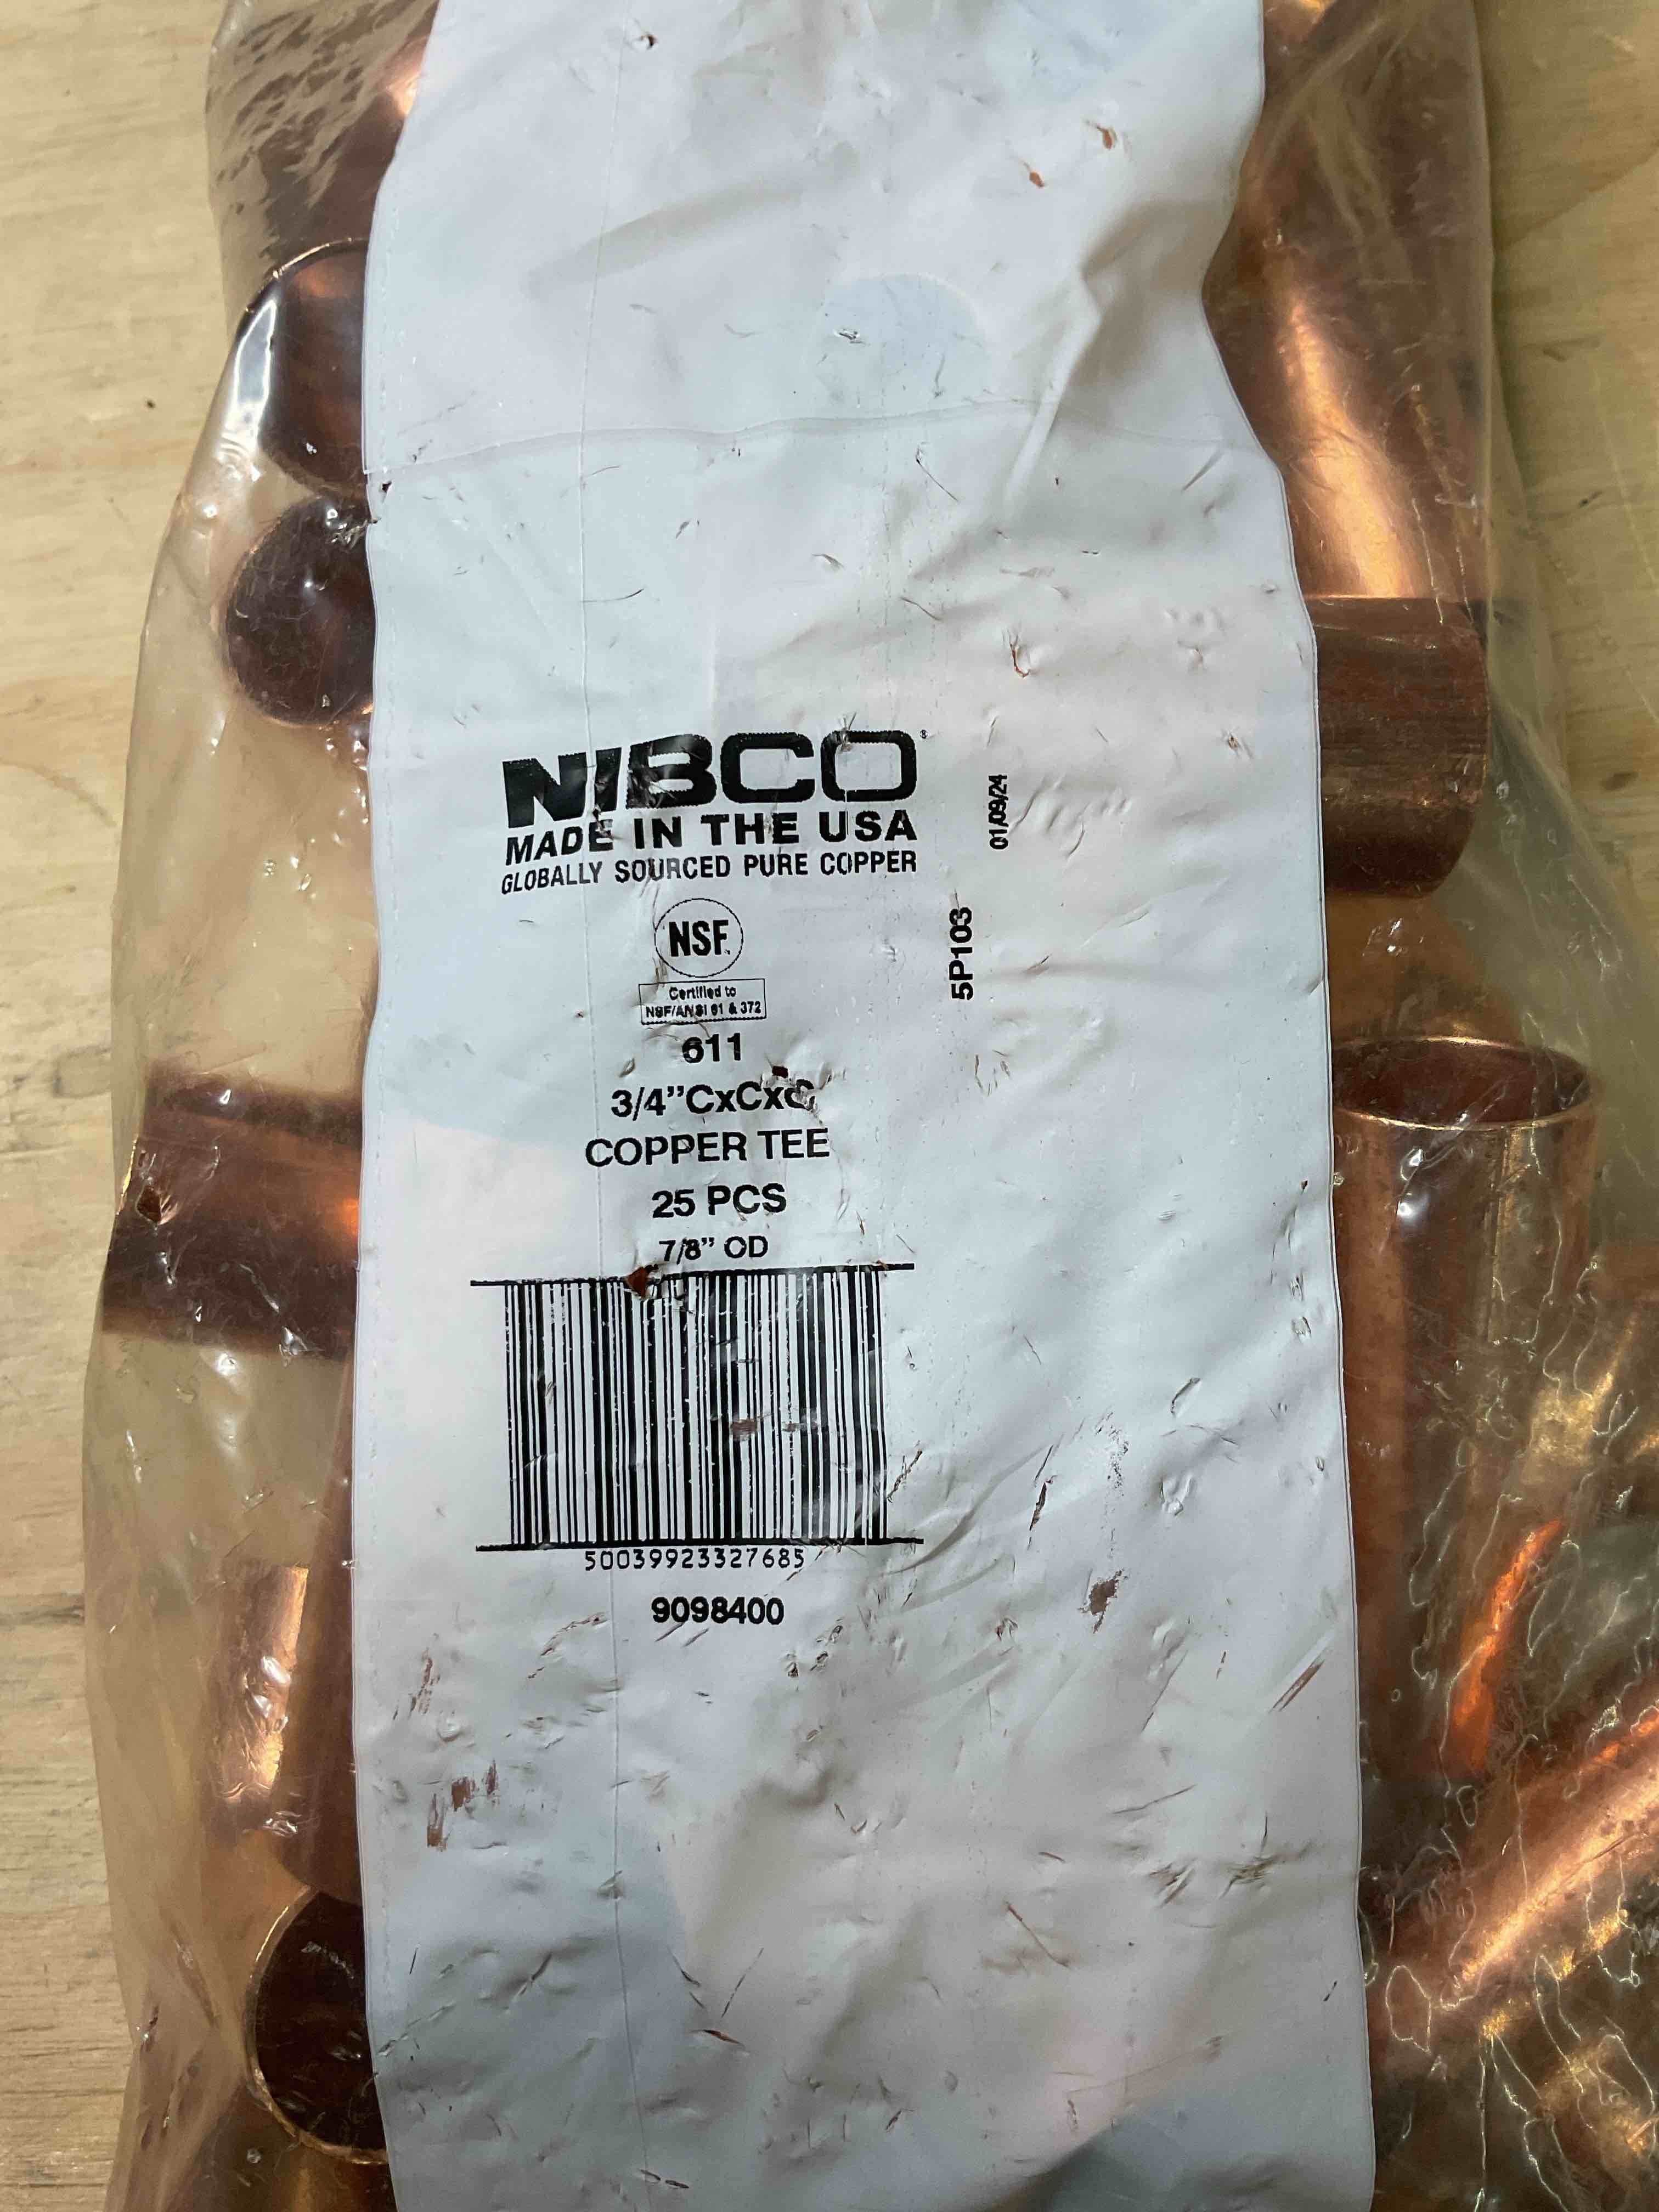 NIBCO®
MADE IN THE USA
GLOBALLY SOURCED PURE COPPER
01/09/24
5P103
NSF.
Certified to
NSF/ANSI 61 & 372
611
3/4"CxCxC
COPPER TEE
25 PCS
7/8" OD
50039923327685
9098400